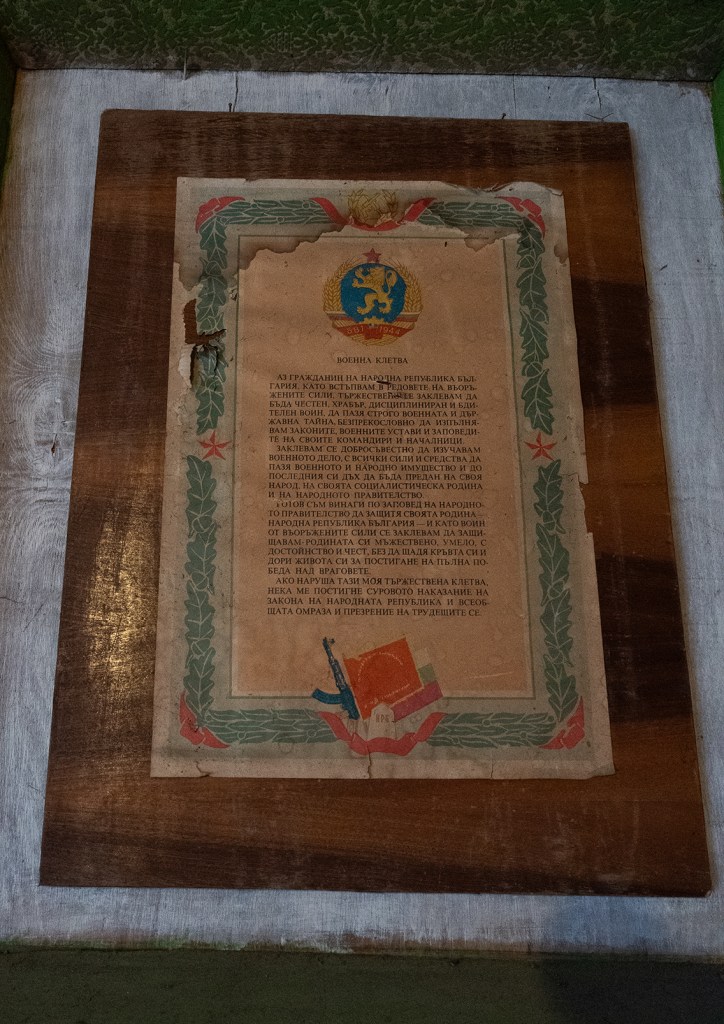 681 1944
ВОЕННА КЛЕТВА
АЗ ГРАЖДАНИН НА НАРОДНА РЕПУБЛИКА БЪЛ-
ГАРИЯ, КАТО ВСТЪПВАМ В РЕДОВЕТЕ НА ВЪОРЪ-
ЖЕНИТЕ СИЛИ, ТЪРЖЕСТВЕНО СЕ ЗАКЛЕВАМ ДА
БЪДА ЧЕСТЕН, ХРАБЪР, ДИСЦИПЛИНИРАН И БДИ-
ТЕЛЕН ВОИН, ДА ПАЗЯ СТРОГО ВОЕННАТА И ДЪР-
ЖАВНА ТАЙНА, БЕЗПРЕКОСЛОВНО ДА ИЗПЪЛНЯ-
ВАМ ЗАКОНИТЕ, ВОЕННИТЕ УСТАВИ И ЗАПОВЕДИ-
ТЕ НА СВОИТЕ КОМАНДИРИ И НАЧАЛНИЦИ.
ЗАКЛЕВАМ СЕ ДОБРОСЪВЕСТНО ДА ИЗУЧАВАМ
ВОЕННОТО ДЕЛО, С ВСИЧКИ СИЛИ И СРЕДСТВА ДА
ПАЗЯ ВОЕННОТО И НАРОДНО ИМУЩЕСТВО И ДО
ПОСЛЕДНИЯ СИ ДЪХ ДА БЪДА ПРЕДАН НА СВОЯ
НАРОД, НА СВОЯТА СОЦИАЛИСТИЧЕСКА РОДИНА
И НА НАРОДНОТО ПРАВИТЕЛСТВО.
ГОТОВ СЪМ ВИНАГИ ПО ЗАПОВЕД НА НАРОДНО-
ТО ПРАВИТЕЛСТВО ДА ЗАЩИТЯ СВОЯТА РОДИНА —
НАРОДНА РЕПУБЛИКА БЪЛГАРИЯ — И КАТО ВОИН
ОТ ВЪОРЪЖЕНИТЕ СИЛИ СЕ ЗАКЛЕВАМ ДА ЗАЩИ-
ЩАВАМ РОДИНАТА СИ МЪЖЕСТВЕНО, УМЕЛО, С
ДОСТОЙНСТВО И ЧЕСТ, БЕЗ ДА ЩАДЯ КРЪВТА СИ И
ДОРИ ЖИВОТА СИ ЗА ПОСТИГАНЕ НА ПЪЛНА ПО-
БЕДА НАД ВРАГОВЕТЕ.
АКО НАРУША ТАЗИ МОЯ ТЪРЖЕСТВЕНА КЛЕТВА,
НЕКА МЕ ПОСТИГНЕ СУРОВОТО НАКАЗАНИЕ НА
ЗАКОНА НА НАРОДНАТА РЕПУБЛИКА И ВСЕОБ-
ЩАТА ОМРАЗА И ПРЕЗРЕНИЕ НА ТРУДЕЩИТЕ СЕ.